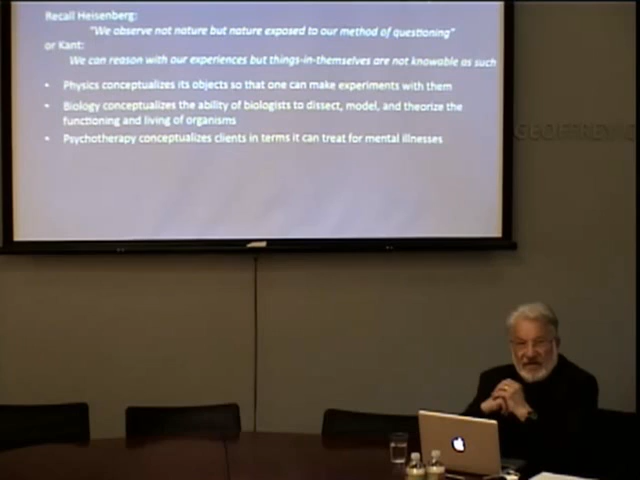 Recall Heisenberg:
"We observe not nature but nature exposed to our method of questioning"
or Kant:
We can reason with our experiences but things-in-themselves are not knowable as such
• Physics conceptualizes its objects so that one can make experiments with them
• Biology conceptualizes the ability of biologists to dissect, model, and theorize the
functioning and living of organisms
• Psychotherapy conceptualizes clients in terms it can treat for mental illnesses
GEOFFREY